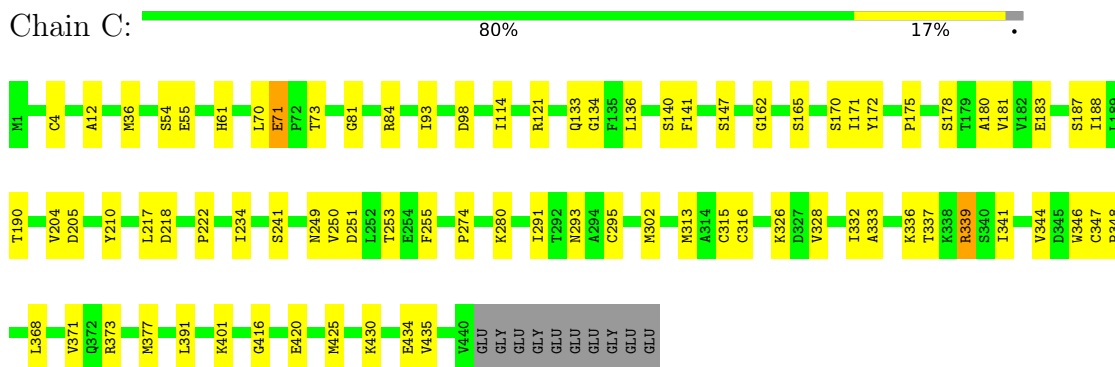 Chain C:
80% 17% •
M1 C4 A12 M36 S54 E55 H61 L70 E71 P72 T73 G81 R84 I93 D98 I114 R121 Q133 G134 F135 L136 S140 F141 S147 G162 S165 S170 I171 Y172 P175 S178 T179 A180 V181 V182 E183 S187 I188 L189
T190 V204 D205 Y210 L217 D218 P222 I234 S241 N249 V250 D251 L252 T253 E254 F255 P274 K280 I291 T292 N293 A294 C295 M302 M313 A314 C315 C316 K326 D327 V328 I332 A333 K336 T337 K338 R339 S340 I341 V344 D345 W346 C347
L368 V371 Q372 R373 M377 L391 K401 G416 E420 M425 K430 E434 V435 V440 GLU GLY GLU GLY GLU GLU GLU GLY GLU GLU